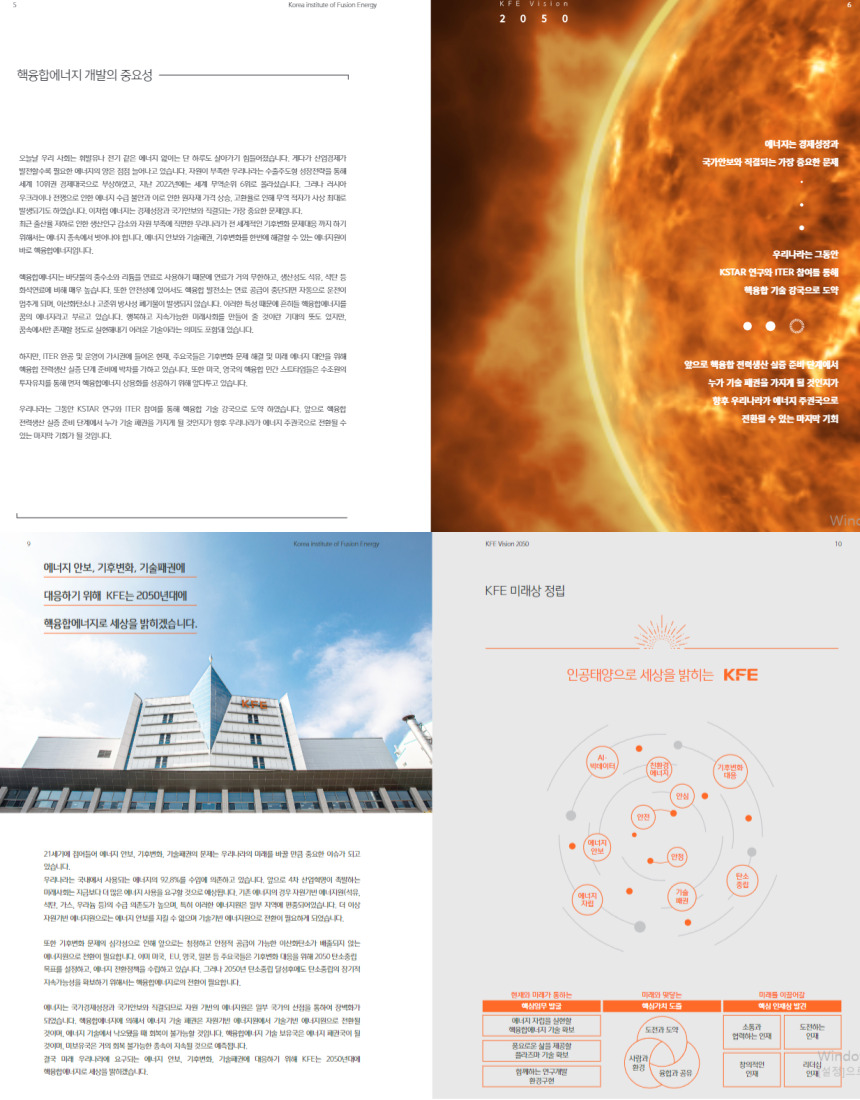 5
Korea Institute of Fusion Energy
핵융합에너지 개발의 중요성
오늘날 우리 사회는 휘발유나 전기 같은 에너지 없이는 단 하루도 살아가기 힘들어졌습니다. 게다가 산업경제가
발전할수록 필요한 에너지의 양은 점점 늘어나고 있습니다. 자원이 부족한 우리나라는 수출주도형 성장전략을 통해
세계 10위권 경제대국으로 부상하였고, 지난 2022년에는 세계 무역순위 6위로 올라섰습니다. 그러나 러시아
우크라이나 전쟁으로 인한 에너지 수급 불안과 이로 인한 원자재 가격 상승, 고환율로 인해 무역 적자가 사상 최대로
발생되기도 하였습니다. 이처럼 에너지는 경제성장과 국가안보와 직결되는 가장 중요한 문제입니다.
최근 출산율 저하로 인한 생산인구 감소와 자원 부족에 직면한 우리나라가 전 세계적인 기후변화 문제대응 까지 하기
위해서는 에너지 종속에서 벗어나야 합니다. 에너지 안보와 기술패권, 기후변화를 한번에 해결할 수 있는 에너지원이
바로 핵융합에너지입니다.
핵융합에너지는 바닷물의 중수소와 리튬을 연료로 사용하기 때문에 연료가 거의 무한하고, 생산성도 석유, 석탄 등
화석연료에 비해 매우 높습니다. 또한 안전성에 있어서도 핵융합 발전소는 연료 공급이 중단되면 자동으로 운전이
멈추게 되며, 이산화탄소나 고준위 방사성 폐기물이 발생되지 않습니다. 이러한 특성 때문에 흔히들 핵융합에너지를
꿈의 에너지라고 부르고 있습니다. 행복하고 지속가능한 미래사회를 만들어 줄 것이란 기대의 뜻도 있지만,
꿈속에서만 존재할 정도로 실현해내기 어려운 기술이라는 의미도 포함돼 있습니다.
하지만, ITER 완공 및 운영이 가시권에 들어온 현재, 주요국들은 기후변화 문제 해결 및 미래 에너지 대안을 위해
핵융합 전력생산 실증 단계 준비에 박차를 가하고 있습니다. 또한 미국, 영국의 핵융합 민간 스타트업들은 수조원의
투자유치를 통해 먼저 핵융합에너지 상용화를 성공하기 위해 앞다투고 있습니다.
우리나라는 그동안 KSTAR 연구와 ITER 참여를 통해 핵융합 기술 강국으로 도약 하였습니다. 앞으로 핵융합
전력생산 실증 준비 단계에서 누가 기술 패권을 가지게 될 것인지가 향후 우리나라가 에너지 주권국으로 전환될 수
있는 마지막 기회가 될 것입니다.
KFE Vision
2050
6
에너지는 경제성장과
국가안보와 직결되는 가장 중요한 문제
우리나라는 그동안
KSTAR 연구와 ITER 참여를 통해
핵융합 기술 강국으로 도약
앞으로 핵융합 전력생산 실증 준비 단계에서
누가 기술 패권을 가지게 될 것인지가
향후 우리나라가 에너지 주권국으로
전환될 수 있는 마지막 기회
Wind
9
Korea Institute of Fusion Energy
에너지 안보, 기후변화, 기술패권에
대응하기 위해 KFE는 2050년대에
핵융합에너지로 세상을 밝히겠습니다.
KFE
21세기에 접어들어 에너지 안보, 기후변화, 기술패권의 문제는 우리나라의 미래를 바꿀 만큼 중요한 이슈가 되고
있습니다.
우리나라는 국내에서 사용되는 에너지의 92.8%를 수입에 의존하고 있습니다. 앞으로 4차 산업혁명이 촉발하는
미래사회는 지금보다 더 많은 에너지 사용을 요구할 것으로 예상됩니다. 기존 에너지의 경우 자원기반 에너지원(석유,
석탄, 가스, 우라늄 등)의 수급 의존도가 높으며, 특히 이러한 에너지원은 일부 지역에 편중되어있습니다. 더 이상
자원기반 에너지원으로는 에너지 안보를 지킬 수 없으며 기술기반 에너지원으로 전환이 필요하게 되었습니다.
또한 기후변화 문제의 심각성으로 인해 앞으로는 청정하고 안정적 공급이 가능한 이산화탄소가 배출되지 않는
에너지원으로 전환이 필요합니다. 이미 미국, EU, 영국, 일본 등 주요국들은 기후변화 대응을 위해 2050 탄소중립
목표를 설정하고, 에너지 전환정책을 수립하고 있습니다. 그러나 2050년 탄소중립 달성후에도 탄소중립의 장기적
지속가능성을 확보하기 위해서는 핵융합에너지로의 전환이 필요합니다.
에너지는 국가경제성장과 국가안보와 직결되므로 자원 기반의 에너지원은 일부 국가의 선점을 통하여 장벽화가
되었습니다. 핵융합에너지에 의해서 에너지 기술 패권은 자원기반 에너지원에서 기술기반 에너지원으로 전환될
것이며, 에너지 기술에서 낙오됐을 때 회복이 불가능할 것입니다. 핵융합에너지 기술 보유국은 에너지 패권국이 될
것이며, 미보유국은 거의 회복 불가능한 종속이 지속될 것으로 예측됩니다.
결국 미래 우리나라에 요구되는 에너지 안보, 기후변화, 기술패권에 대응하기 위해 KFE는 2050년대에
핵융합에너지로 세상을 밝히겠습니다.
KFE Vision 2050
10
KFE 미래상 정립
인공태양으로 세상을 밝히는 KFE
AI·
빅데이터
친환경
에너지
기후변화
대응
안심
안전
에너지
안보
안정
탄소
중립
에너지
자립
기술
패권
현재와 미래가 통하는
핵심임무 발굴
에너지 자립을 실현할
핵융합에너지 기술 확보
풍요로운 삶을 제공할
플라즈마 기술 확보
함께하는 연구개발
환경구현
미래와 맞닿는
핵심가치 도출
도전과 도약
사람과
환경
융합과 공유
미래를 이끌어갈
핵심 인재상 발견
소통과
협력하는 인재
도전하는
인재
창의적인
인재
리더십
인재
Windo